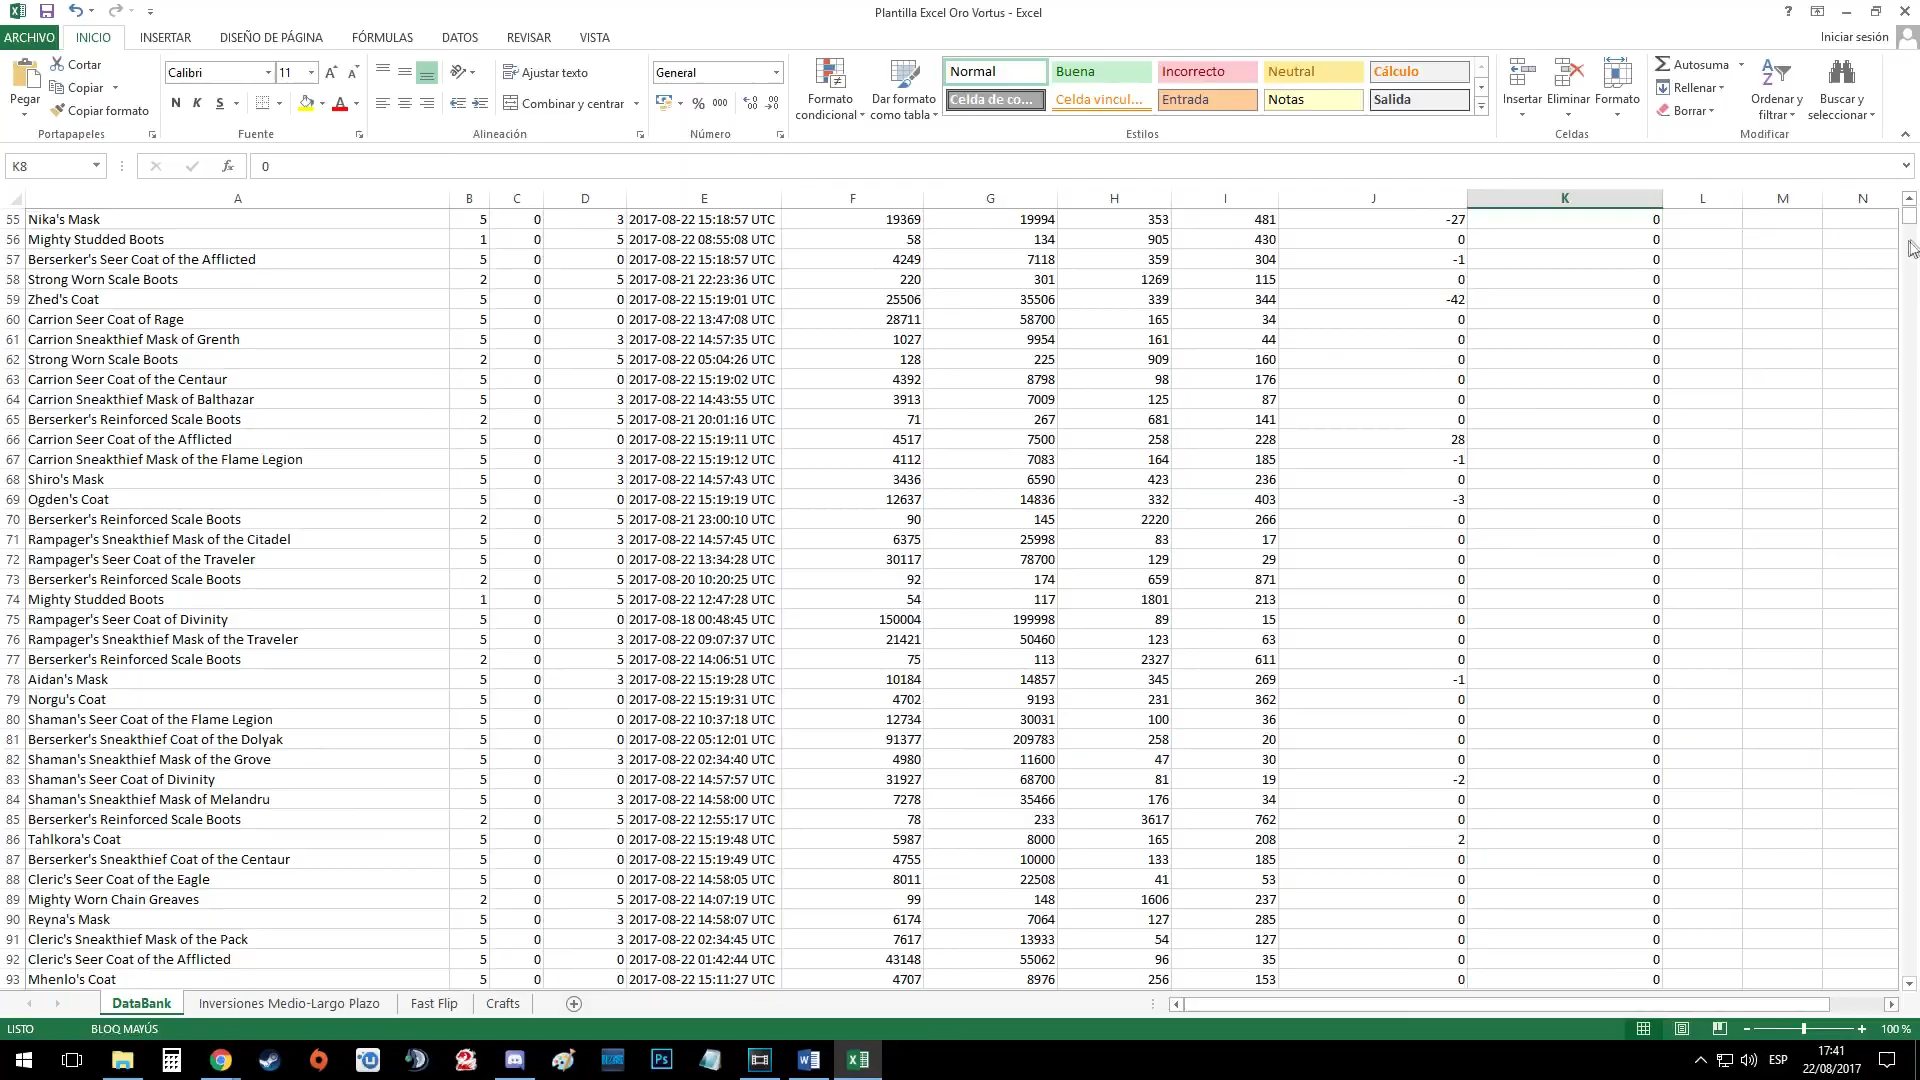 Plantilla Excel Oro Vortus - Excel
ARCHIVO INICIO INSERTAR DISEÑO DE PÁGINA FÓRMULAS DATOS REVISAR VISTA Iniciar sesión
Pegar Cortar Copiar Copiar formato Portapapeles
Calibri 11 N K S Fuente
Ajustar texto Combinar y centrar Alineación
General % 000 Número
Formato condicional Dar formato como tabla
Normal Buena Incorrecto Neutral Cálculo
Celda de co... Celda vincul... Entrada Notas Salida
Estilos
Insertar Eliminar Formato Celdas
Autosuma Rellenar Borrar Ordenar y filtrar Buscar y seleccionar Modificar
K8 fx 0
A B C D E F G H I J K L M N
55 Nika's Mask 5 0 3 2017-08-22 15:18:57 UTC 19369 19994 353 481 -27 0
56 Mighty Studded Boots 1 0 5 2017-08-22 08:55:08 UTC 58 134 905 430 0 0
57 Berserker's Seer Coat of the Afflicted 5 0 0 2017-08-22 15:18:57 UTC 4249 7118 359 304 -1 0
58 Strong Worn Scale Boots 2 0 5 2017-08-21 22:23:36 UTC 220 301 1269 115 0 0
59 Zhed's Coat 5 0 0 2017-08-22 15:19:01 UTC 25506 35506 339 344 -42 0
60 Carrion Seer Coat of Rage 5 0 0 2017-08-22 13:47:08 UTC 28711 58700 165 34 0 0
61 Carrion Sneakthief Mask of Grenth 5 0 3 2017-08-22 14:57:35 UTC 1027 9954 161 44 0 0
62 Strong Worn Scale Boots 2 0 5 2017-08-22 05:04:26 UTC 128 225 909 160 0 0
63 Carrion Seer Coat of the Centaur 5 0 0 2017-08-22 15:19:02 UTC 4392 8798 98 176 0 0
64 Carrion Sneakthief Mask of Balthazar 5 0 3 2017-08-22 14:43:55 UTC 3913 7009 125 87 0 0
65 Berserker's Reinforced Scale Boots 2 0 5 2017-08-21 20:01:16 UTC 71 267 681 141 0 0
66 Carrion Seer Coat of the Afflicted 5 0 0 2017-08-22 15:19:11 UTC 4517 7500 258 228 28 0
67 Carrion Sneakthief Mask of the Flame Legion 5 0 3 2017-08-22 15:19:12 UTC 4112 7083 164 185 -1 0
68 Shiro's Mask 5 0 3 2017-08-22 14:57:43 UTC 3436 6590 423 236 0 0
69 Ogden's Coat 5 0 0 2017-08-22 15:19:19 UTC 12637 14836 332 403 -3 0
70 Berserker's Reinforced Scale Boots 2 0 5 2017-08-21 23:00:10 UTC 90 145 2220 266 0 0
71 Rampager's Sneakthief Mask of the Citadel 5 0 3 2017-08-22 14:57:45 UTC 6375 25998 83 17 0 0
72 Rampager's Seer Coat of the Traveler 5 0 0 2017-08-22 13:34:28 UTC 30117 78700 129 29 0 0
73 Berserker's Reinforced Scale Boots 2 0 5 2017-08-20 10:20:25 UTC 92 174 659 871 0 0
74 Mighty Studded Boots 1 0 5 2017-08-22 12:47:28 UTC 54 117 1801 213 0 0
75 Rampager's Seer Coat of Divinity 5 0 0 2017-08-18 00:48:45 UTC 150004 199998 89 15 0 0
76 Rampager's Sneakthief Mask of the Traveler 5 0 3 2017-08-22 09:07:37 UTC 21421 50460 123 63 0 0
77 Berserker's Reinforced Scale Boots 2 0 5 2017-08-22 14:06:51 UTC 75 113 2327 611 0 0
78 Aidan's Mask 5 0 3 2017-08-22 15:19:28 UTC 10184 14857 345 269 -1 0
79 Norgu's Coat 5 0 0 2017-08-22 15:19:31 UTC 4702 9193 231 362 0 0
80 Shaman's Seer Coat of the Flame Legion 5 0 0 2017-08-22 10:37:18 UTC 12734 30031 100 36 0 0
81 Berserker's Sneakthief Coat of the Dolyak 5 0 0 2017-08-22 05:12:01 UTC 91377 209783 258 20 0 0
82 Shaman's Sneakthief Mask of the Grove 5 0 3 2017-08-22 02:34:40 UTC 4980 11600 47 30 0 0
83 Shaman's Seer Coat of Divinity 5 0 0 2017-08-22 14:57:57 UTC 31927 68700 81 19 -2 0
84 Shaman's Sneakthief Mask of Melandru 5 0 3 2017-08-22 14:58:00 UTC 7278 35466 176 34 0 0
85 Berserker's Reinforced Scale Boots 2 0 5 2017-08-22 12:55:17 UTC 78 233 3617 762 0 0
86 Tahlkora's Coat 5 0 0 2017-08-22 15:19:48 UTC 5987 8000 165 208 2 0
87 Berserker's Sneakthief Coat of the Centaur 5 0 0 2017-08-22 15:19:49 UTC 4755 10000 133 185 0 0
88 Cleric's Seer Coat of the Eagle 5 0 0 2017-08-22 14:58:05 UTC 8011 22508 41 53 0 0
89 Mighty Worn Chain Greaves 2 0 5 2017-08-22 14:07:19 UTC 99 148 1606 237 0 0
90 Reyna's Mask 5 0 3 2017-08-22 14:58:07 UTC 6174 7064 127 285 0 0
91 Cleric's Sneakthief Mask of the Pack 5 0 3 2017-08-22 02:34:45 UTC 7617 13933 54 127 0 0
92 Cleric's Seer Coat of the Afflicted 5 0 0 2017-08-22 01:42:44 UTC 43148 55062 96 35 0 0
93 Mhenlo's Coat 5 0 0 2017-08-22 15:11:27 UTC 4707 8976 256 153 0 0
DataBank Inversiones Medio-Largo Plazo Fast Flip Crafts
LISTO BLOQ MAYÚS 100 %
ESP 17:41
22/08/2017